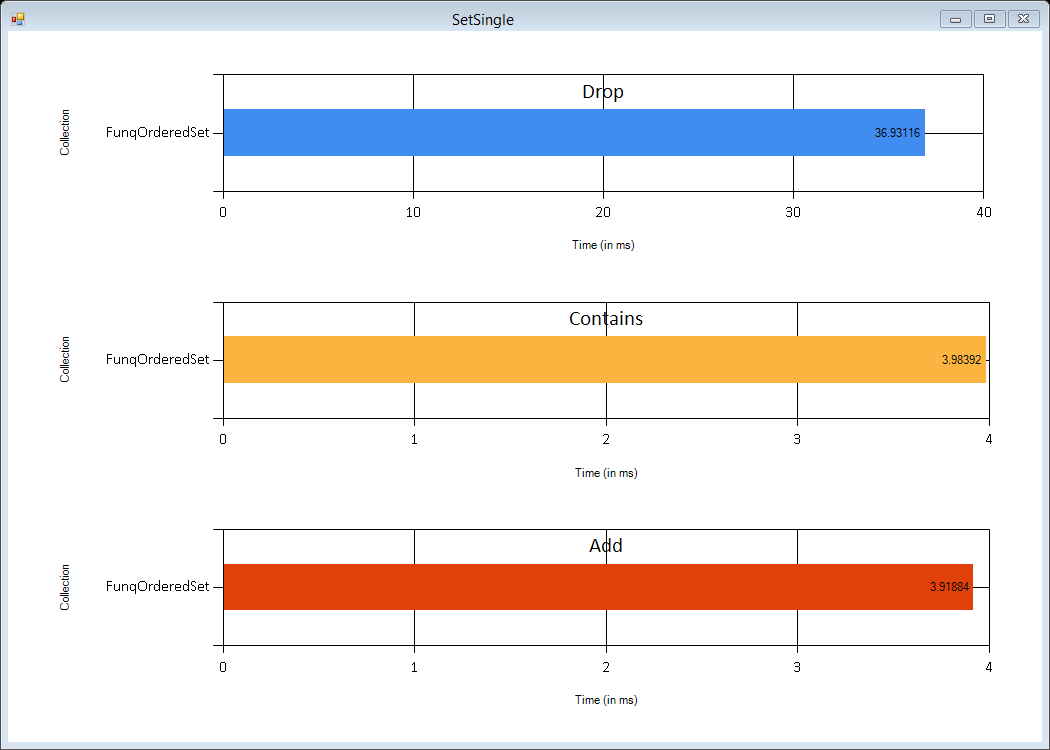 SetSingle
Drop
Collection
FunqOrderedSet
36.93116
0 10 20 30 40
Time (in ms)
Contains
Collection
FunqOrderedSet
3.98392
0 1 2 3 4
Time (in ms)
Add
Collection
FunqOrderedSet
3.91884
0 1 2 3 4
Time (in ms)